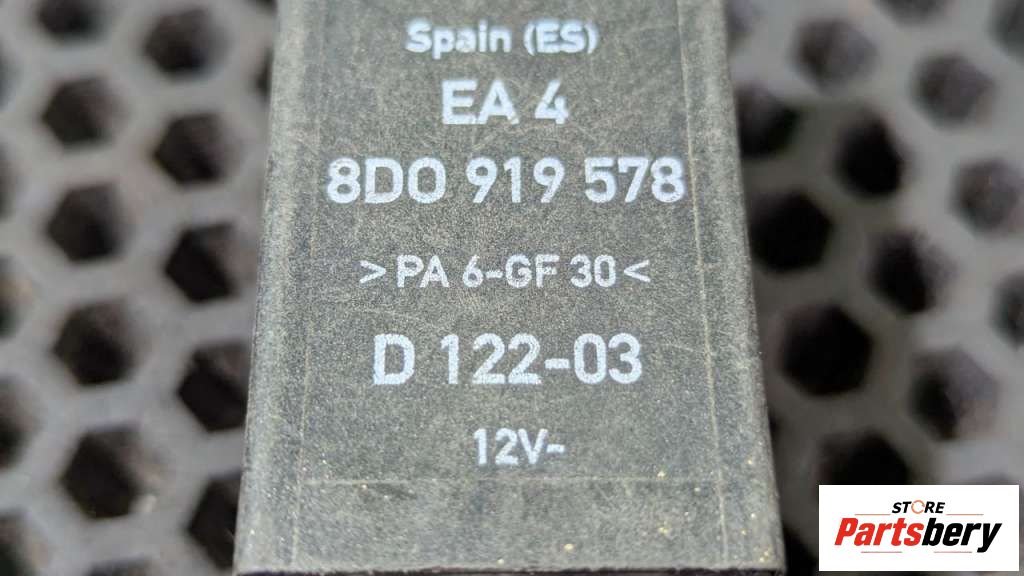 Spain (ES)
EA 4
8D0 919 578
>PA 6-GF 30<
D 122-03
12V-
STORE
Partsbery